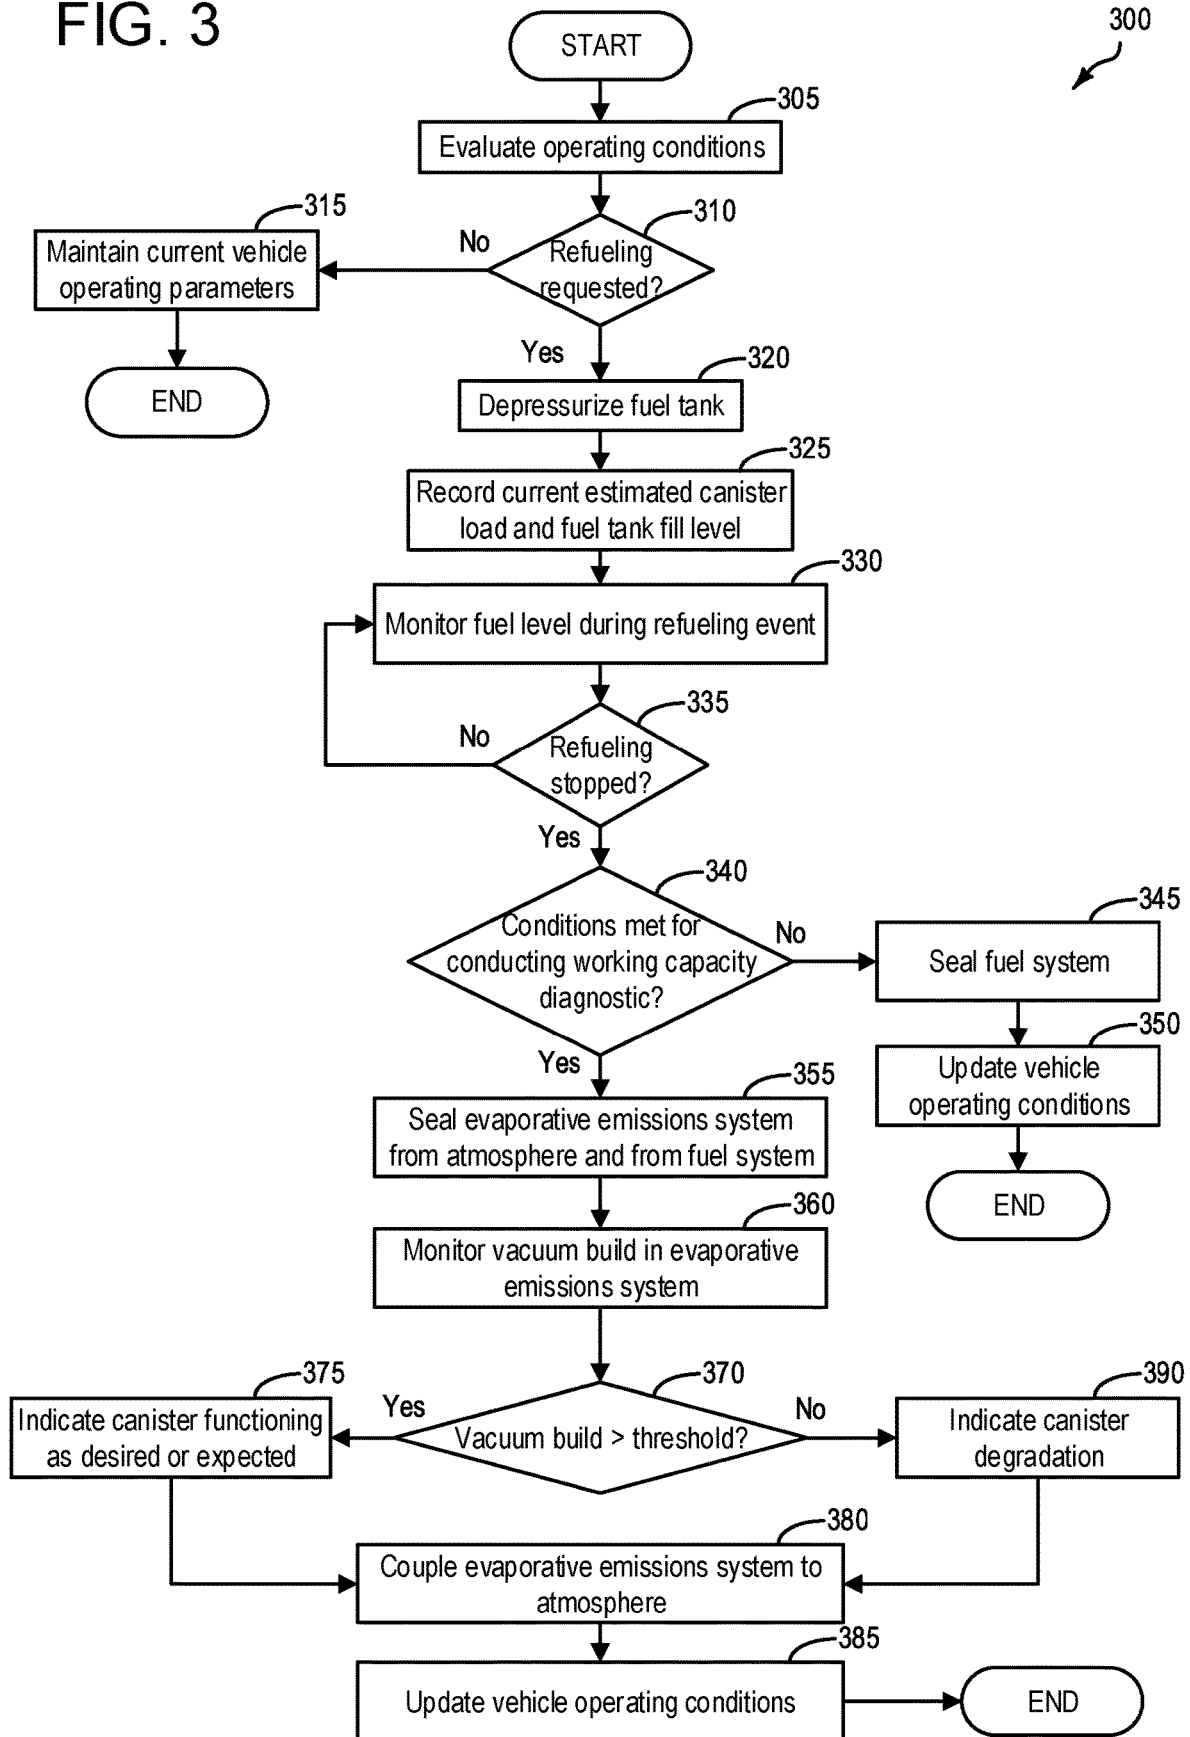 FIG. 3
300
START
305
Evaluate operating conditions
310
Refueling
requested?
No
315
Maintain current vehicle
operating parameters
END
Yes
320
Depressurize fuel tank
325
Record current estimated canister
load and fuel tank fill level
330
Monitor fuel level during refueling event
335
Refueling
stopped?
No
Yes
340
Conditions met for
conducting working capacity
diagnostic?
No
345
Seal fuel system
350
Update vehicle
operating conditions
END
Yes
355
Seal evaporative emissions system
from atmosphere and from fuel system
360
Monitor vacuum build in evaporative
emissions system
370
Vacuum build > threshold?
Yes
375
Indicate canister functioning
as desired or expected
No
390
Indicate canister
degradation
380
Couple evaporative emissions system to
atmosphere
385
Update vehicle operating conditions
END